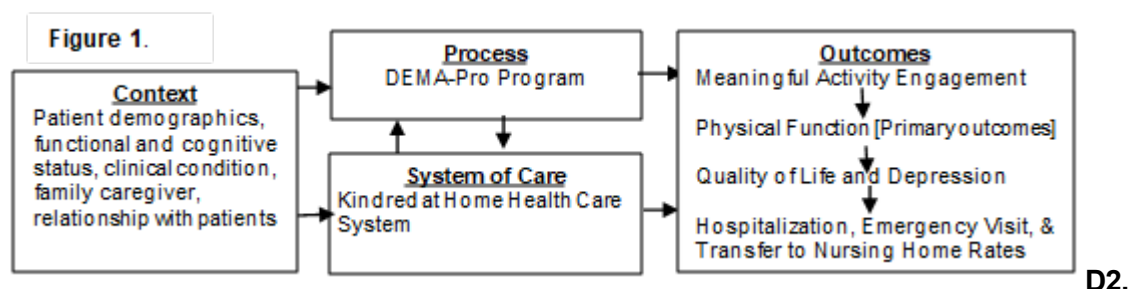 Figure 1.
Context
Patient demographics,
functional and cognitive
status, clinical condition,
family caregiver,
relationship with patients
Process
DEMA-Pro Program
System of Care
Kindred at Home Health Care
System
Outcomes
Meaningful Activity Engagement
Physical Function [Primary outcomes]
Quality of Life and Depression
Hospitalization, Emergency Visit, &
Transfer to Nursing Home Rates
D2.